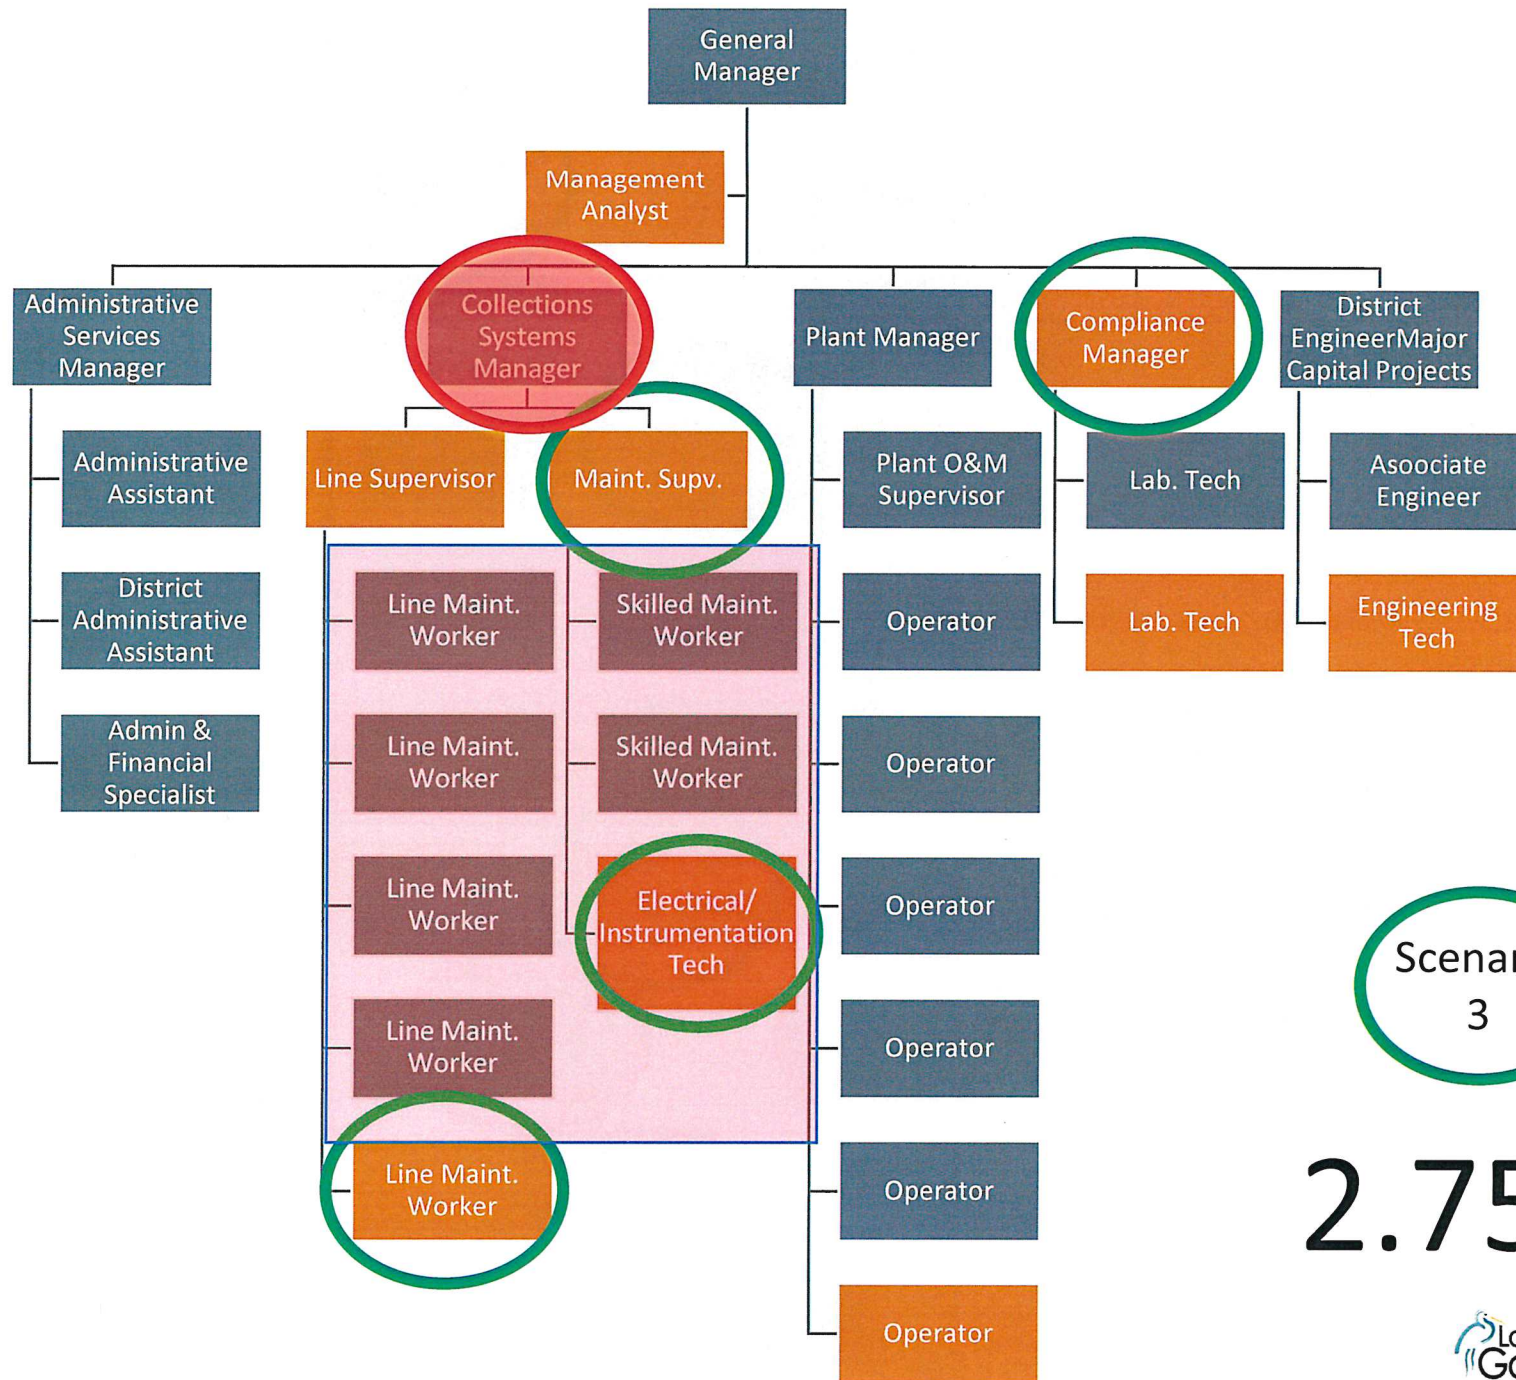 General
Manager
Management
Analyst
Administrative
Services
Manager
Collections
Systems
Manager
Plant Manager
Compliance
Manager
District
EngineerMajor
Capital Projects
Administrative
Assistant
District
Administrative
Assistant
Admin &
Financial
Specialist
Line Supervisor
Line Maint.
Worker
Line Maint.
Worker
Line Maint.
Worker
Line Maint.
Worker
Line Maint.
Worker
Maint. Supv.
Skilled Maint.
Worker
Skilled Maint.
Worker
Electrical/
Instrumentation
Tech
Plant O&M
Supervisor
Operator
Operator
Operator
Operator
Operator
Operator
Lab. Tech
Lab. Tech
Asoociate
Engineer
Engineering
Tech
3
2.75